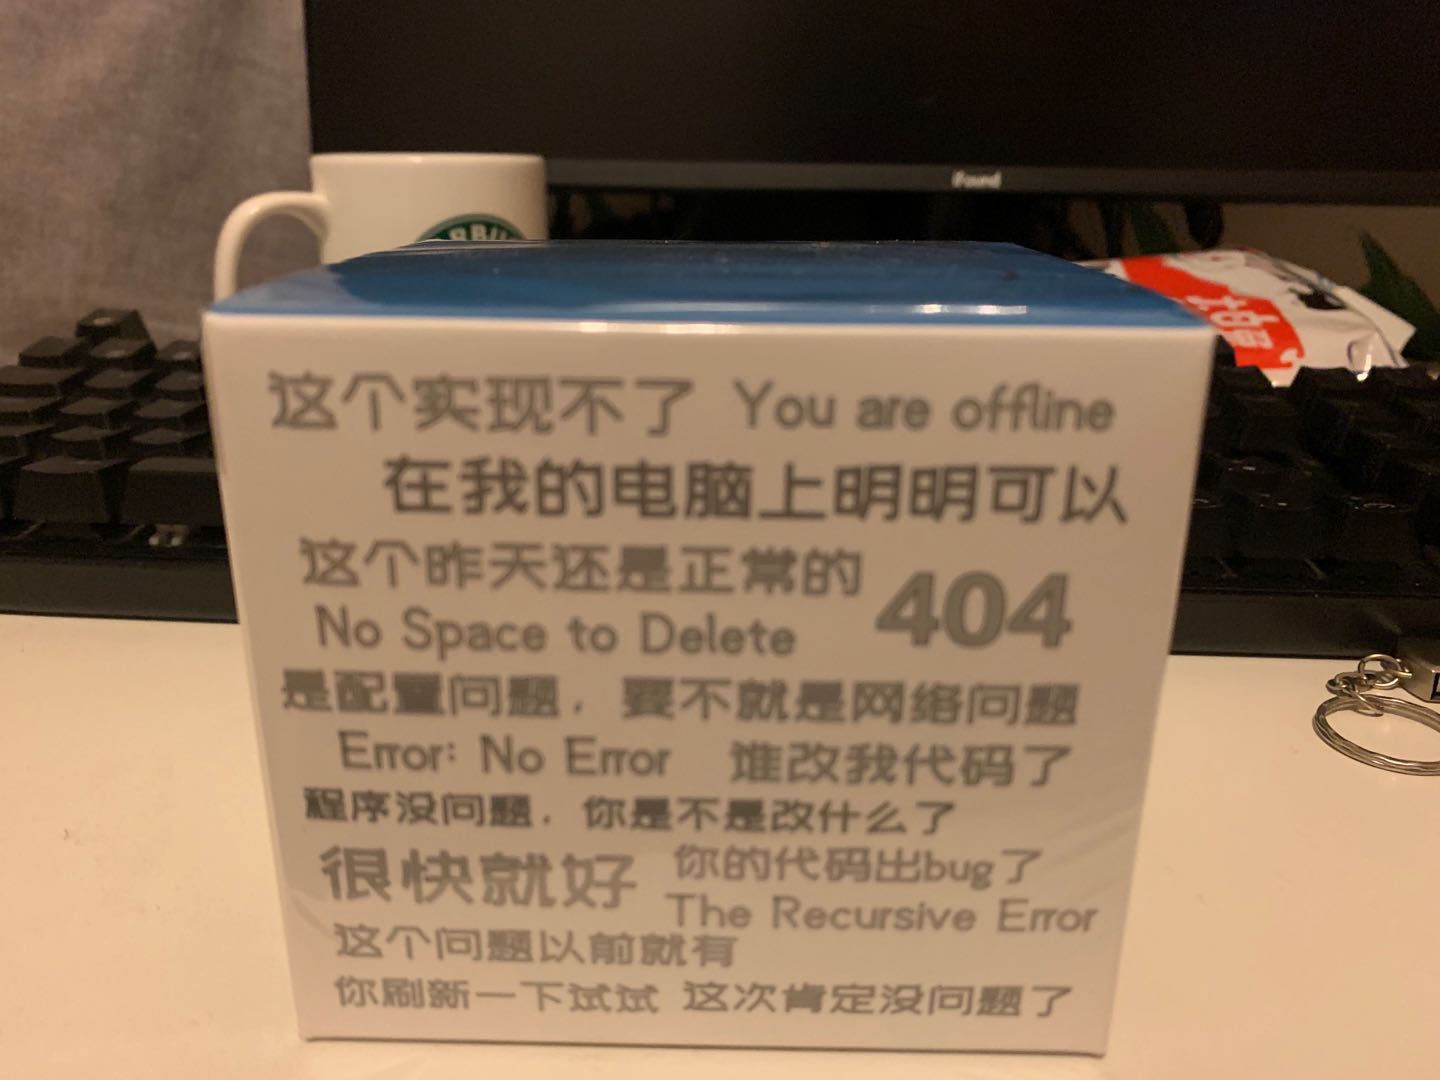 iFound
这个实现不了 You are offline
在我的电脑上明明可以
这个昨天还是正常的 404
No Space to Delete
是配置问题，要不就是网络问题
Error: No Error 谁改我代码了
程序没问题，你是不是改什么了
很快就好 你的代码出bug了
The Recursive Error
这个问题以前就有
你刷新一下试试 这次肯定没问题了